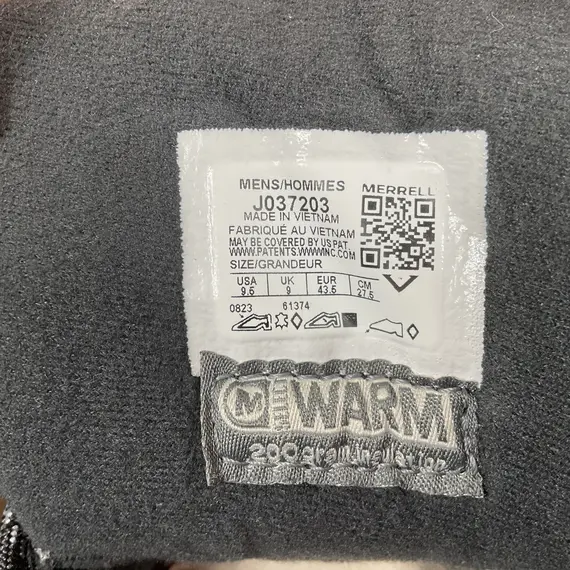 MENS/HOMMES
MERRELL
J037203
MADE IN VIETNAM
FABRIQUÉ AU VIETNAM
MAY BE COVERED BY US PAT.
WWW.PATENTS.WWWINC.COM
SIZE/GRANDEUR
USA UK EUR CM
9.5 9 43.5 27.5
0823 61374
M SELECT WARM
200 gram insulation